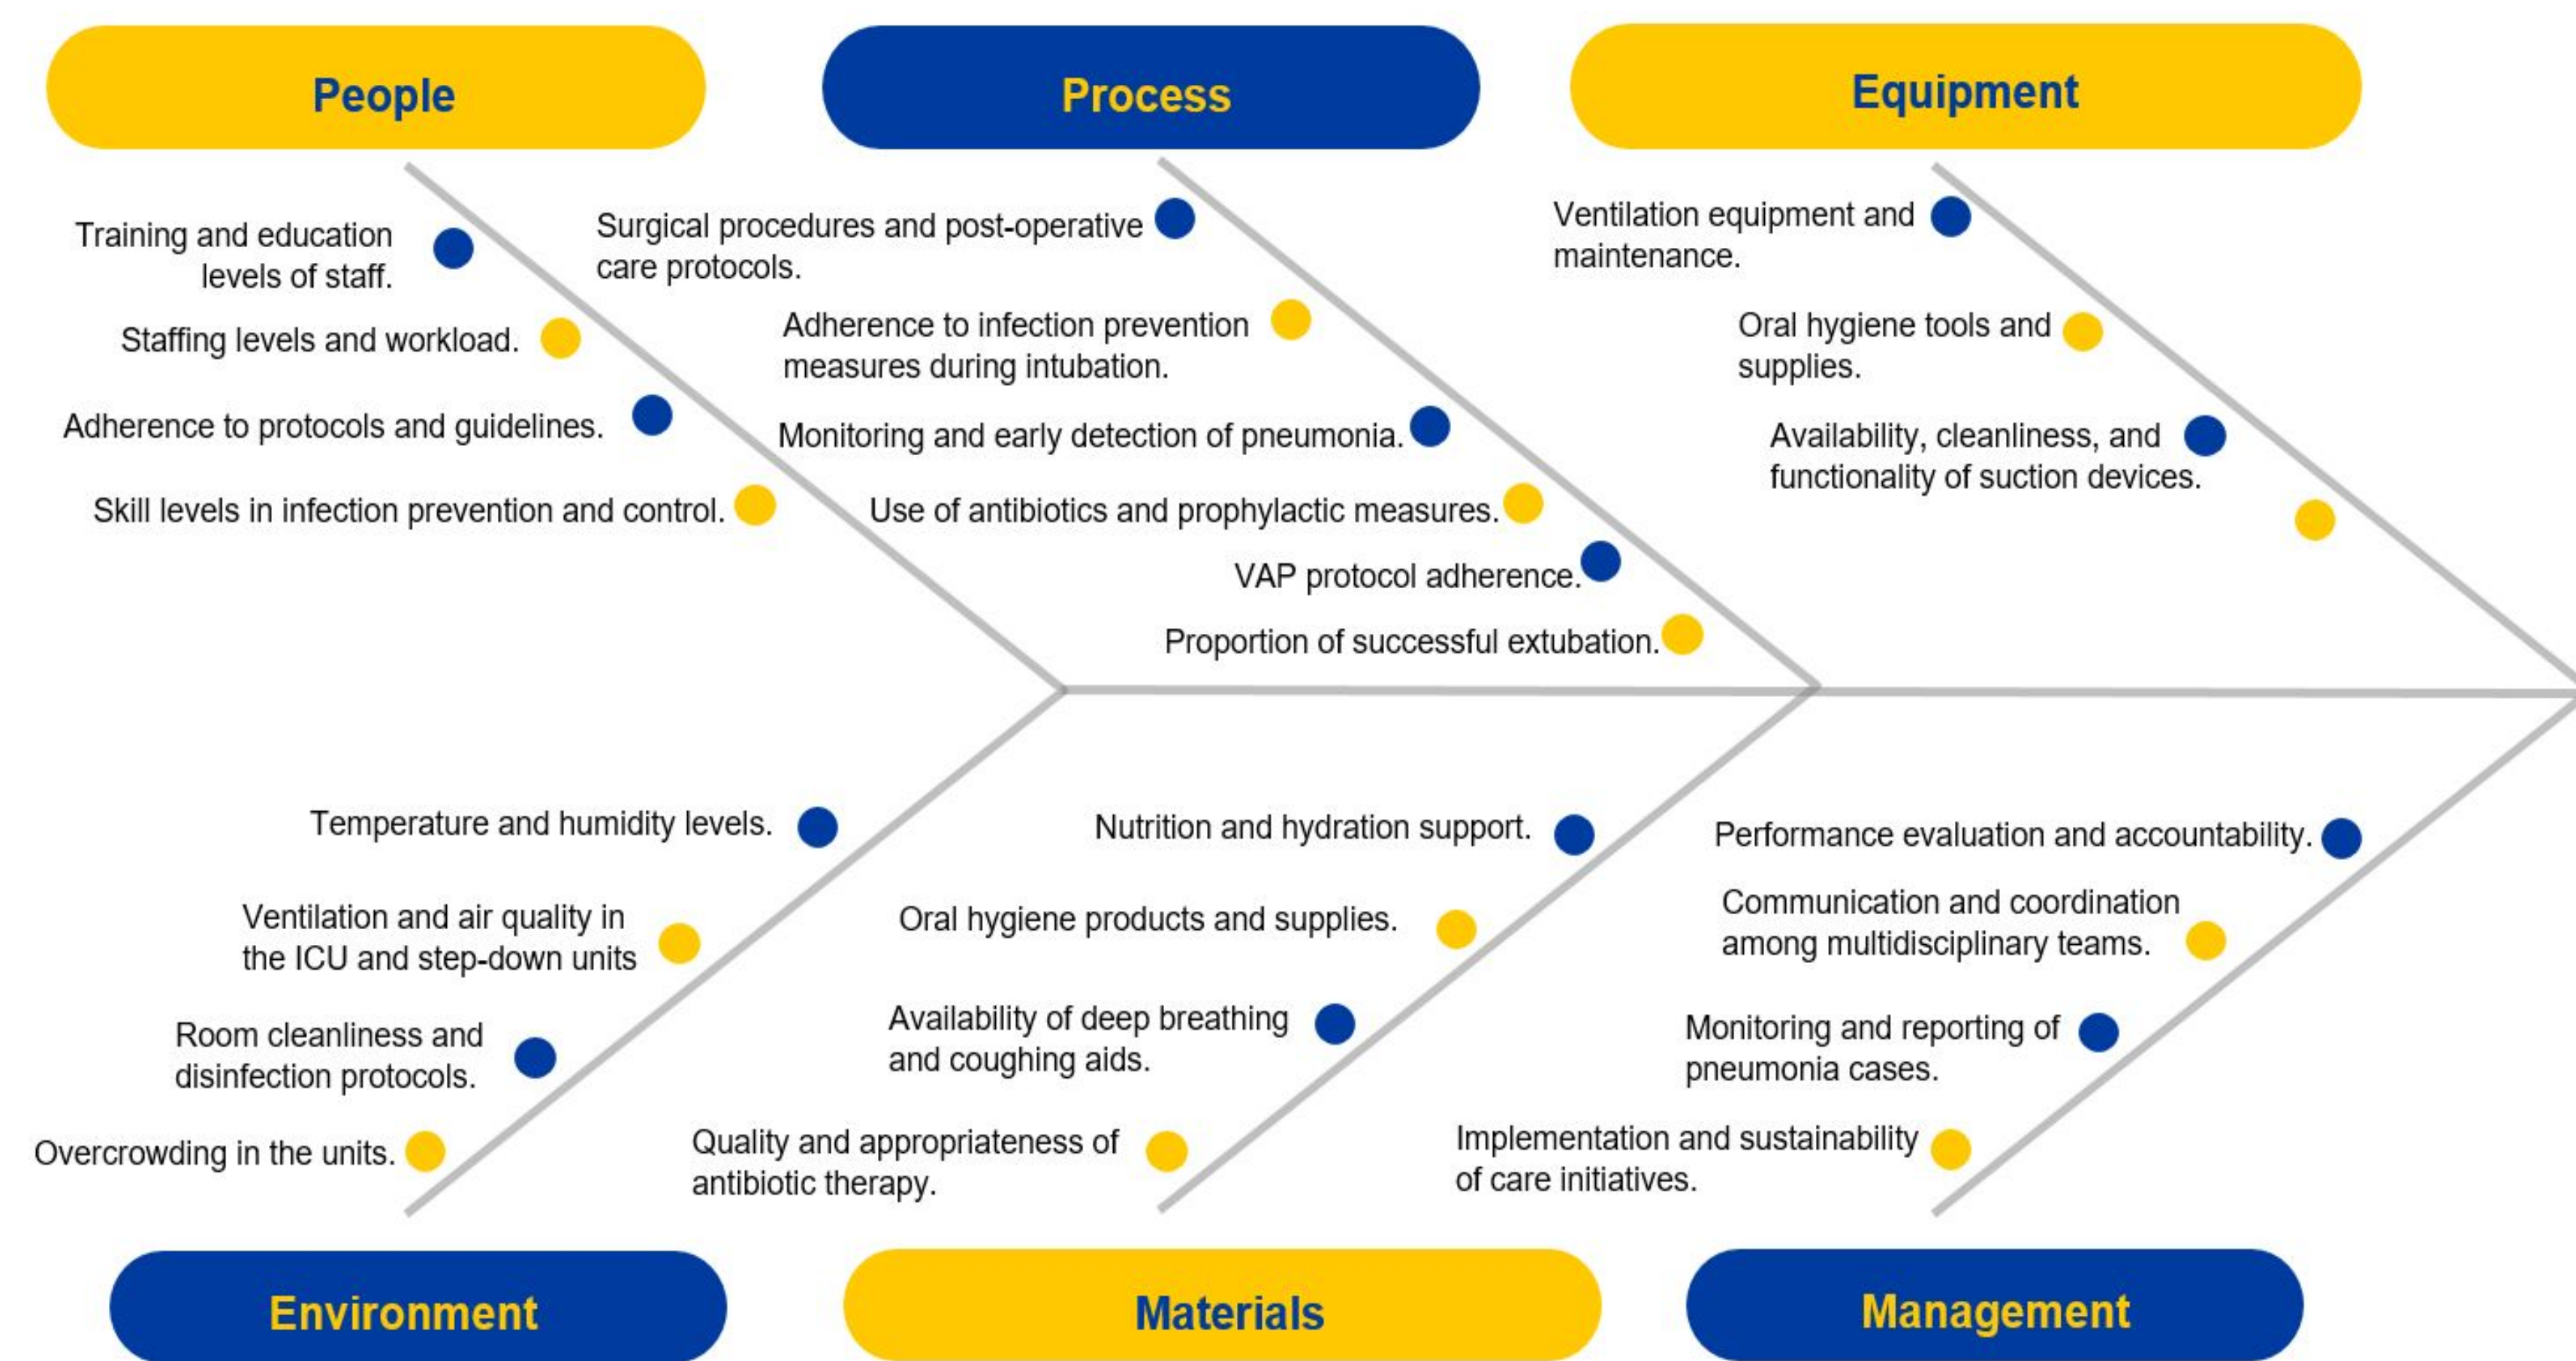 People
Training and education
levels of staff.
Staffing levels and workload.
Adherence to protocols and guidelines.
Skill levels in infection prevention and control.
Process
Surgical procedures and post-operative
care protocols.
Adherence to infection prevention
measures during intubation.
Monitoring and early detection of pneumonia.
Use of antibiotics and prophylactic measures.
VAP protocol adherence.
Proportion of successful extubation.
Equipment
Ventilation equipment and
maintenance.
Oral hygiene tools and
supplies.
Availability, cleanliness, and
functionality of suction devices.
Temperature and humidity levels.
Ventilation and air quality in
the ICU and step-down units
Room cleanliness and
disinfection protocols.
Overcrowding in the units.
Environment
Nutrition and hydration support.
Oral hygiene products and supplies.
Availability of deep breathing
and coughing aids.
Quality and appropriateness of
antibiotic therapy.
Materials
Performance evaluation and accountability.
Communication and coordination
among multidisciplinary teams.
Monitoring and reporting of
pneumonia cases.
Implementation and sustainability
of care initiatives.
Management